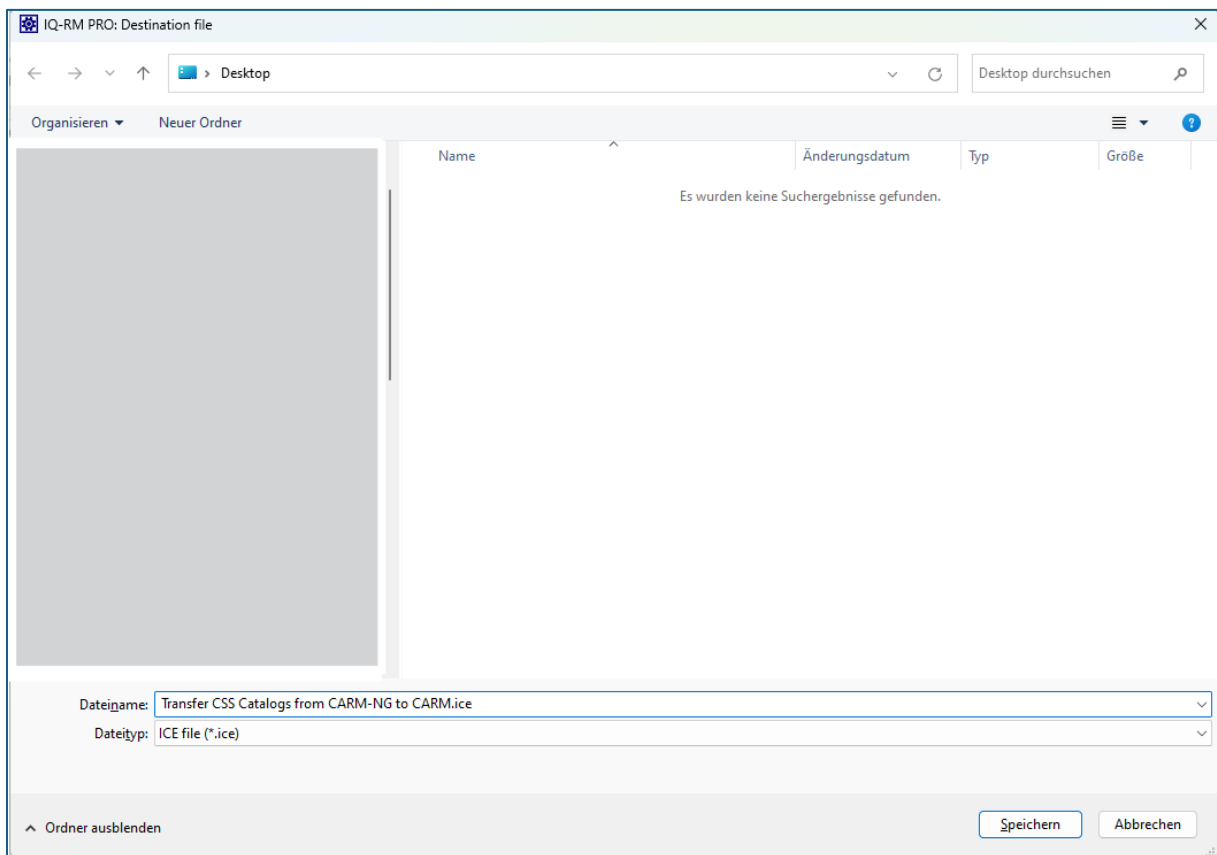 IQ-RM PRO: Destination file
Desktop
Desktop durchsuchen
Organisieren
Neuer Ordner
Name
Änderungsdatum
Typ
Größe
Es wurden keine Suchergebnisse gefunden.
Dateiname: Transfer CSS Catalogs from CARM-NG to CARM.ice
Dateityp: ICE file (*.ice)
Ordner ausblenden
Speichern
Abbrechen